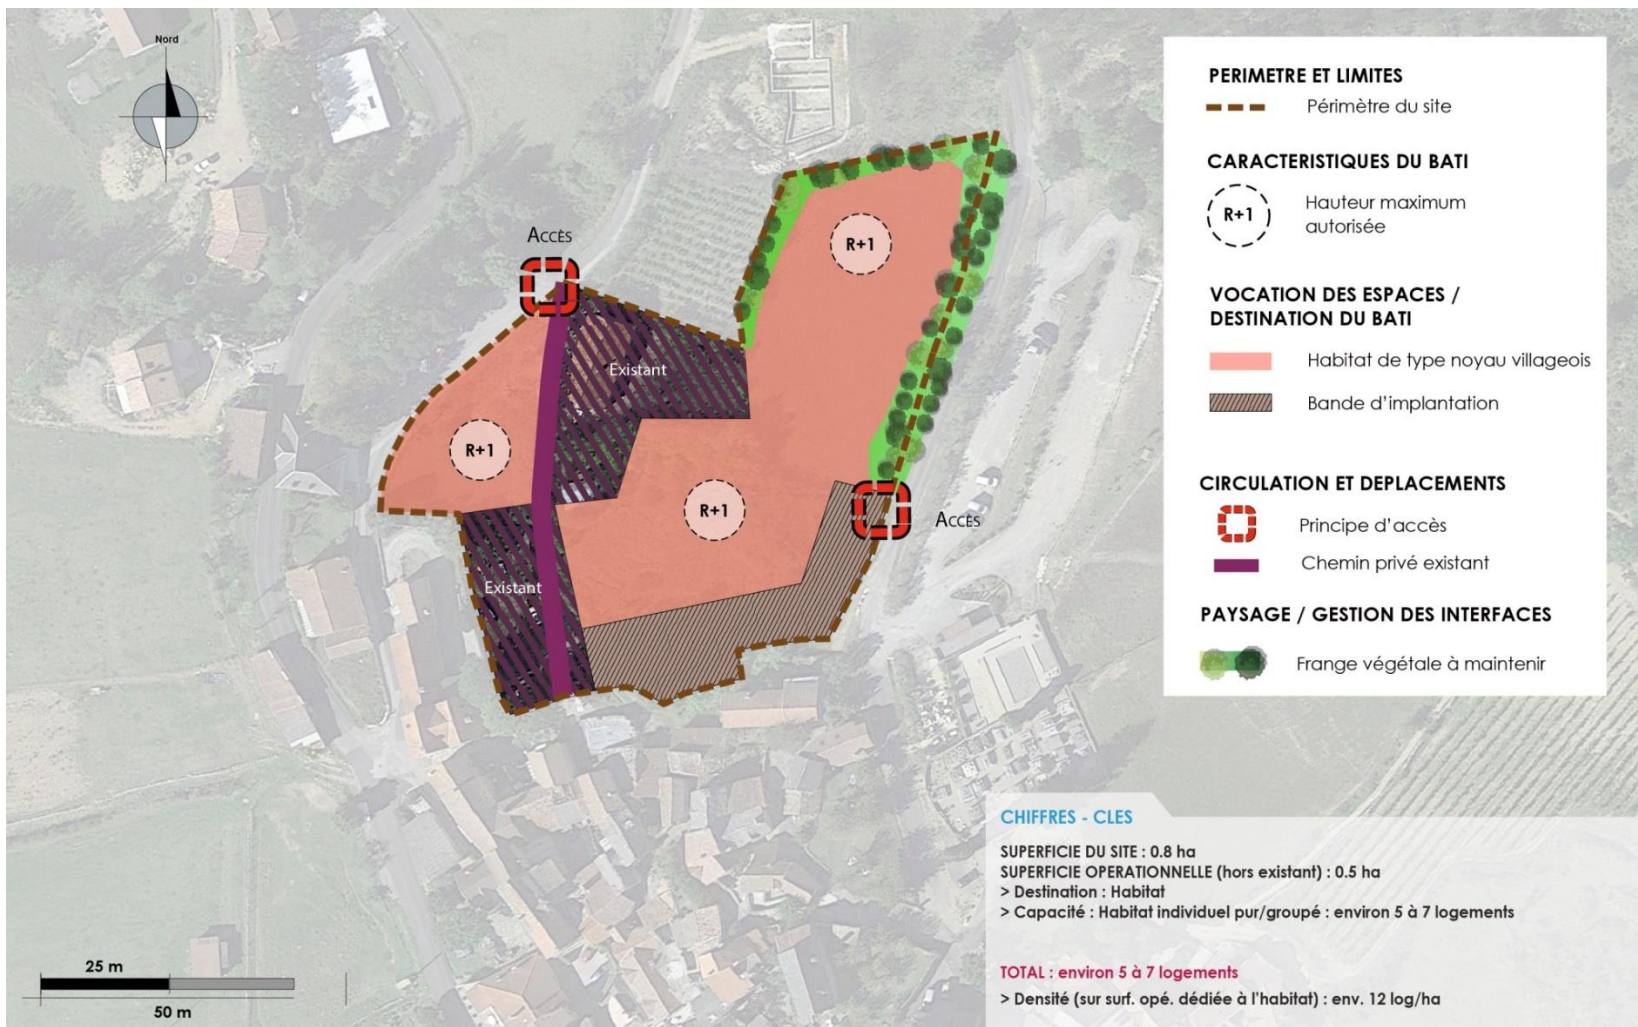 Nord
PERIMETRE ET LIMITES
Périmètre du site
CARACTERISTIQUES DU BATI
R+1
Hauteur maximum
autorisée
VOCATION DES ESPACES /
DESTINATION DU BATI
Habitat de type noyau villageois
Bande d'implantation
CIRCULATION ET DEPLACEMENTS
Principe d'accès
Chemin privé existant
PAYSAGE / GESTION DES INTERFACES
Frange végétale à maintenir
ACCÈS
R+1
Existant
R+1
R+1
ACCÈS
Existant
CHIFFRES - CLES
SUPERFICIE DU SITE : 0.8 ha
SUPERFICIE OPERATIONNELLE (hors existant) : 0.5 ha
> Destination : Habitat
> Capacité : Habitat individuel pur/groupé : environ 5 à 7 logements
TOTAL : environ 5 à 7 logements
> Densité (sur surf. opé. dédiée à l'habitat) : env. 12 log/ha
25 m
50 m